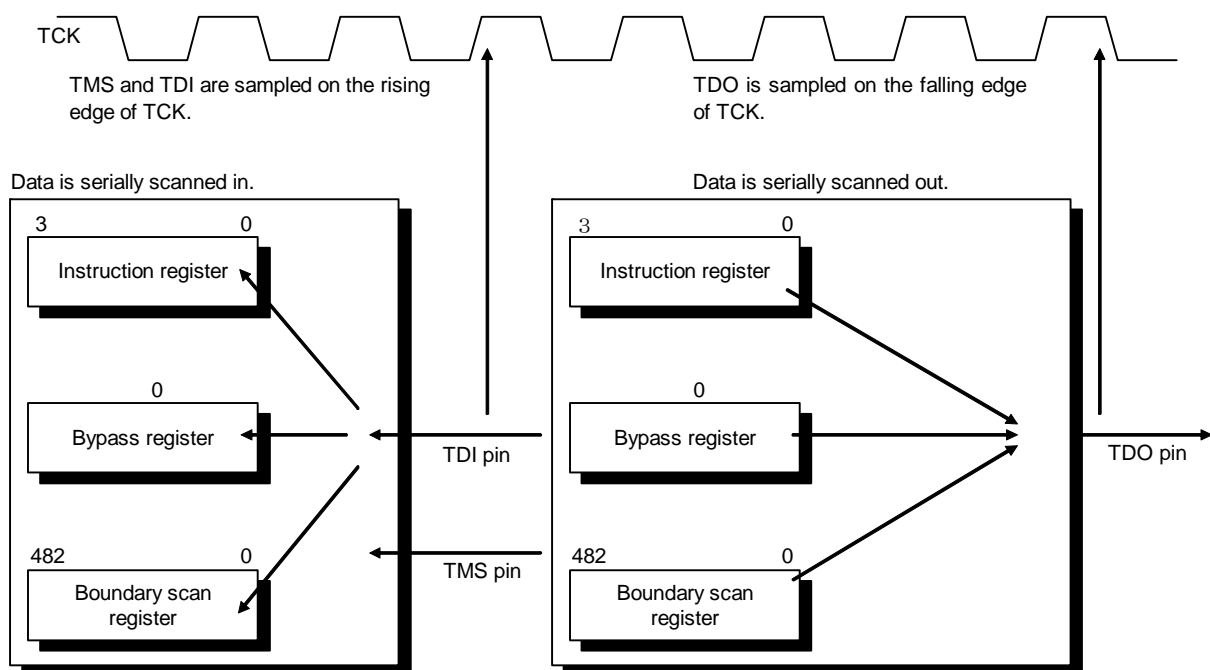 TCK
TMS and TDI are sampled on the rising
edge of TCK.
TDO is sampled on the falling edge
of TCK.
Data is serially scanned in.
3 0
Instruction register
0
Bypass register
482 0
Boundary scan
register
TDI pin
TMS pin
Data is serially scanned out.
3 0
Instruction register
0
Bypass register
482 0
Boundary scan
register
TDO pin